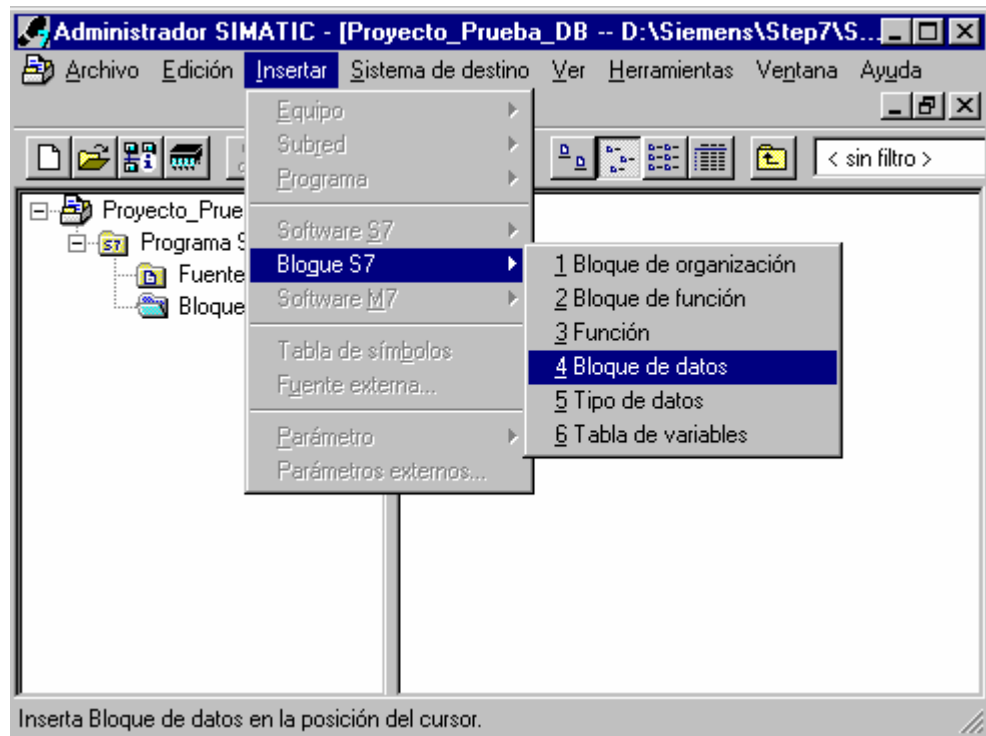 Administrador SIMATIC - [Proyecto_Prueba_DB -- D:\Siemens\Step7\S...
Archivo Edición Insertar Sistema de destino Ver Herramientas Ventana Ayuda
< sin filtro >
Equipo
Subred
Programa
Software S7
Bloque S7
Software M7
Tabla de símbolos
Fuente externa...
Parámetro
Parámetros externos...
1 Bloque de organización
2 Bloque de función
3 Función
4 Bloque de datos
5 Tipo de datos
6 Tabla de variables
Proyecto_Prue
S7 Programa S
Fuente
Bloque
Inserta Bloque de datos en la posición del cursor.